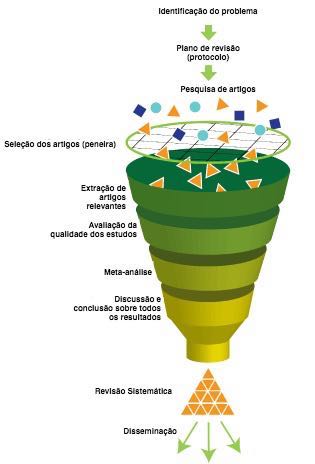 Identificação do problema
Plano de revisão
(protocolo)
Pesquisa de artigos
Seleção dos artigos (peneira)
Extração de
artigos
relevantes
Avaliação da
qualidade dos estudos
Meta-análise
Discussão e
conclusão sobre todos
os resultados
Revisão Sistemática
Disseminação